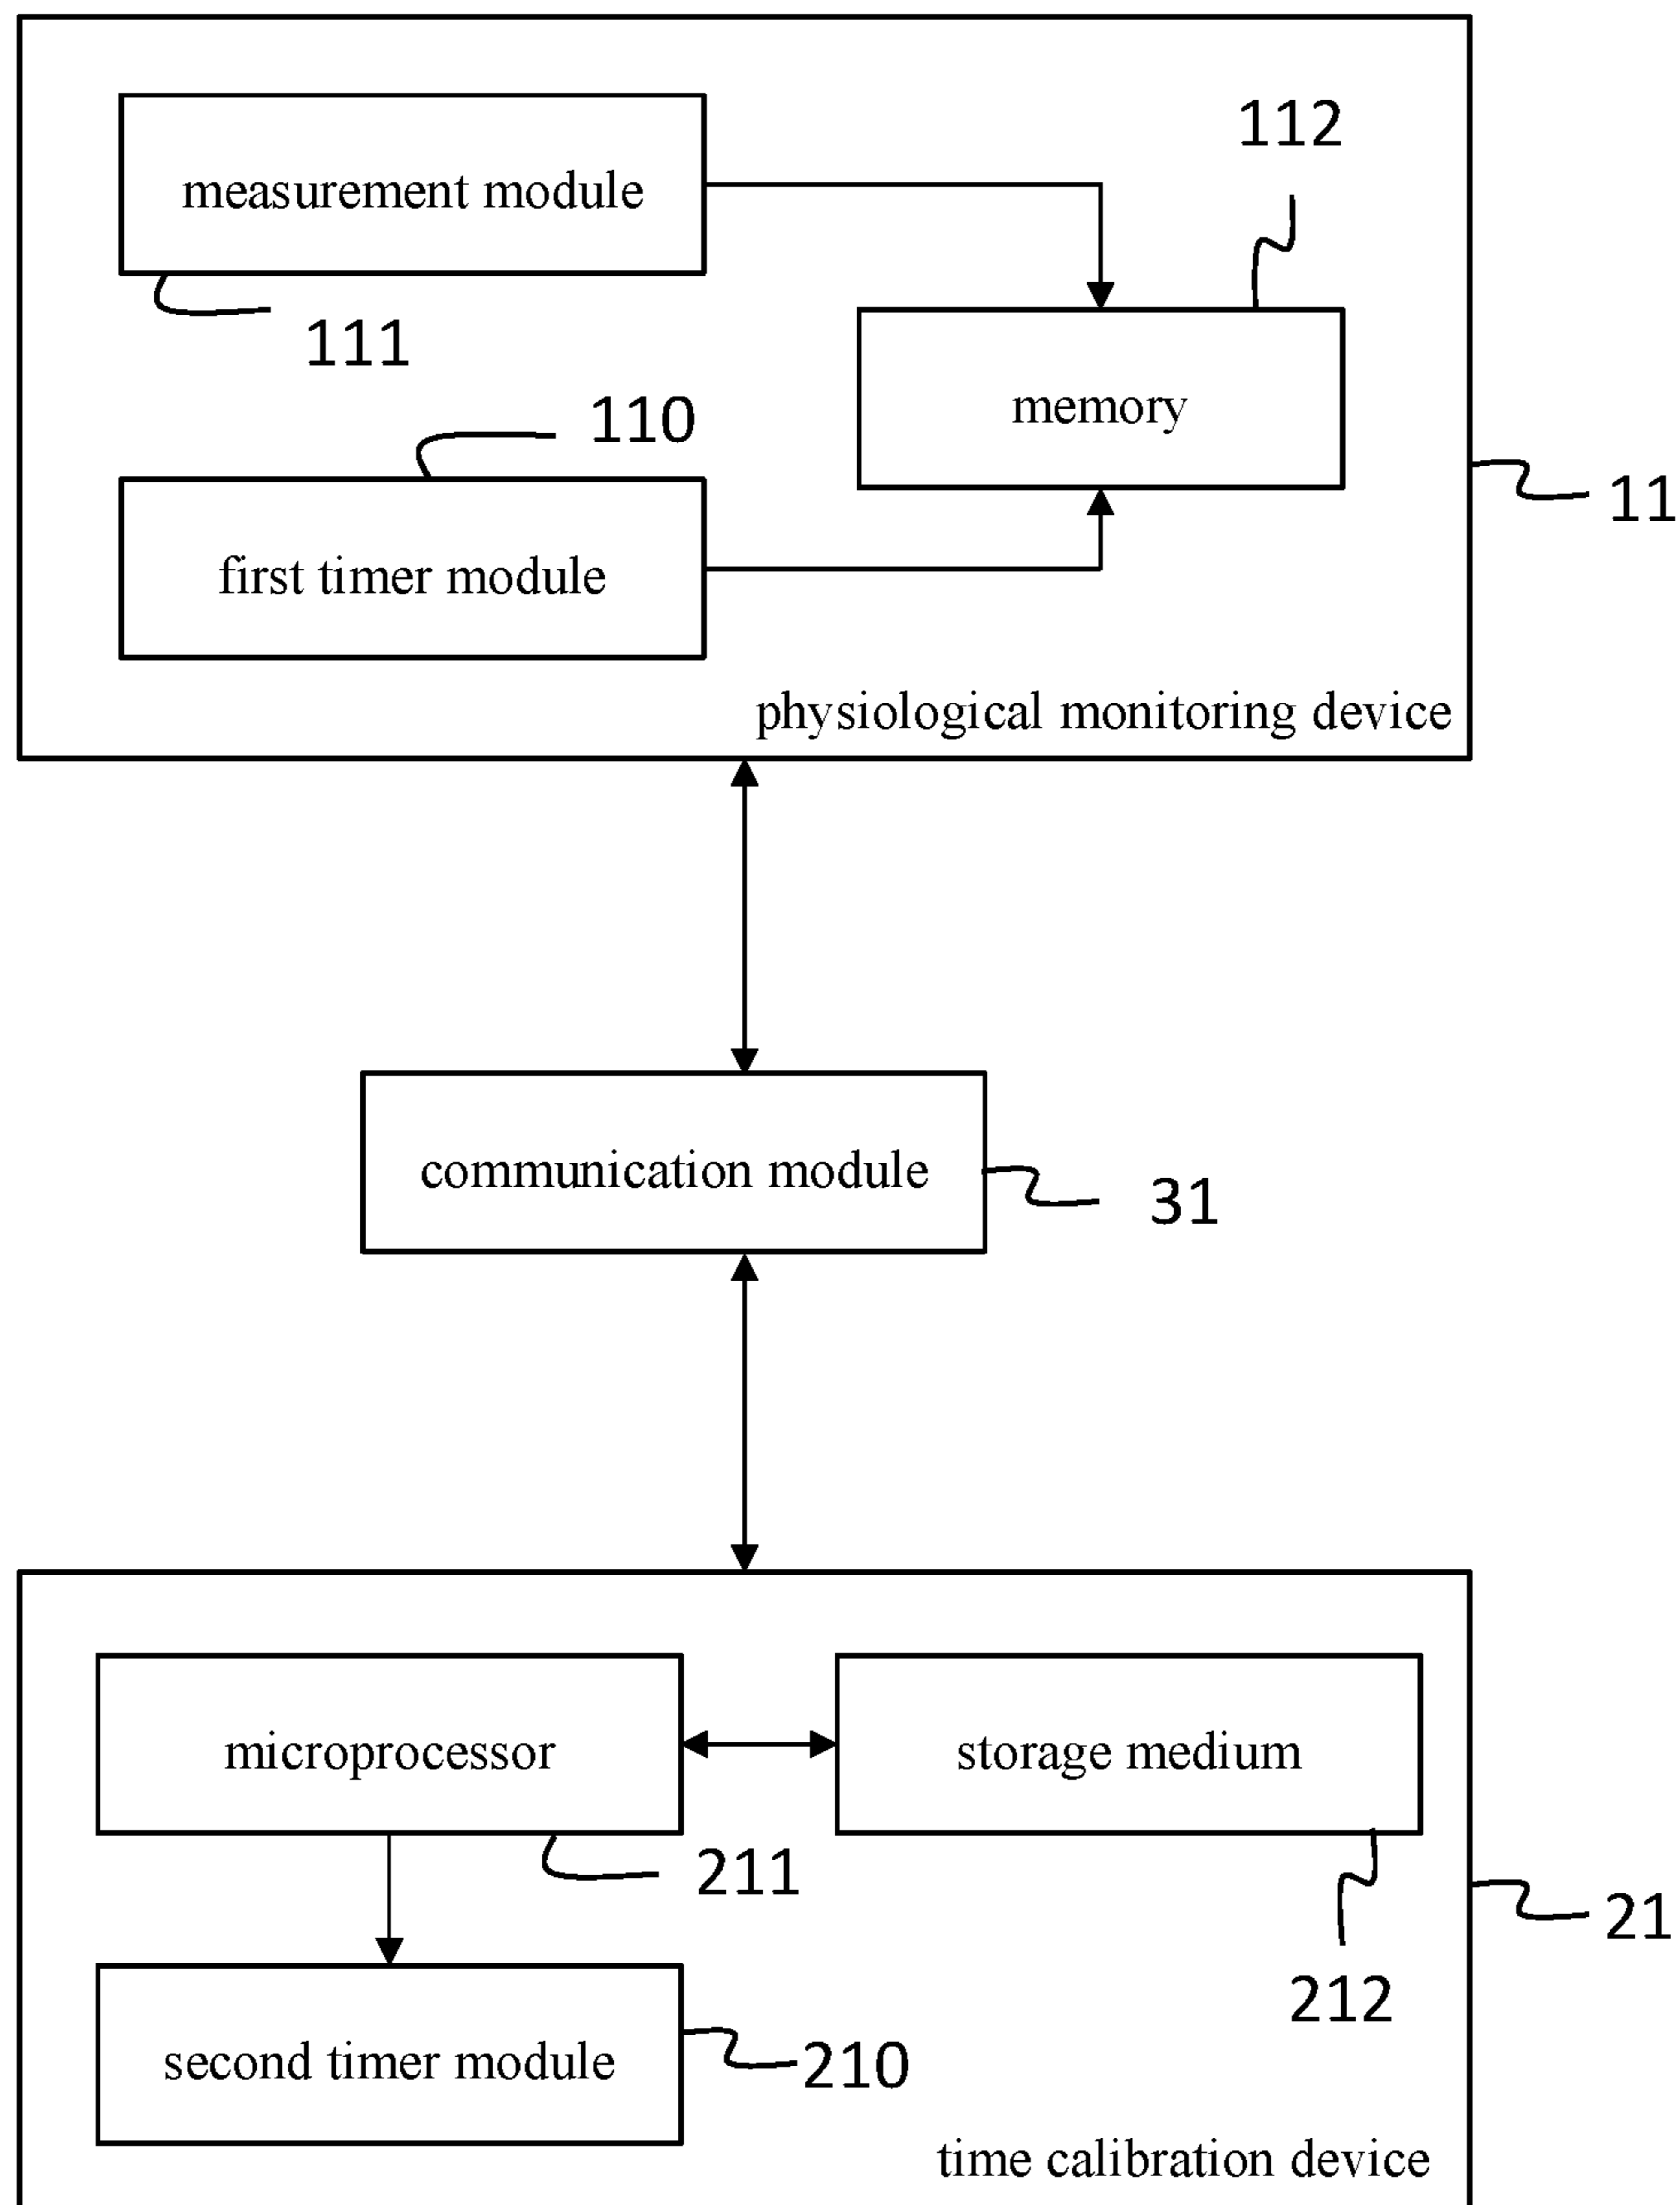 112
measurement module
111
memory
110
11
first timer module
physiological monitoring device
communication module
31
microprocessor
storage medium
211
21
212
second timer module
210
time calibration device